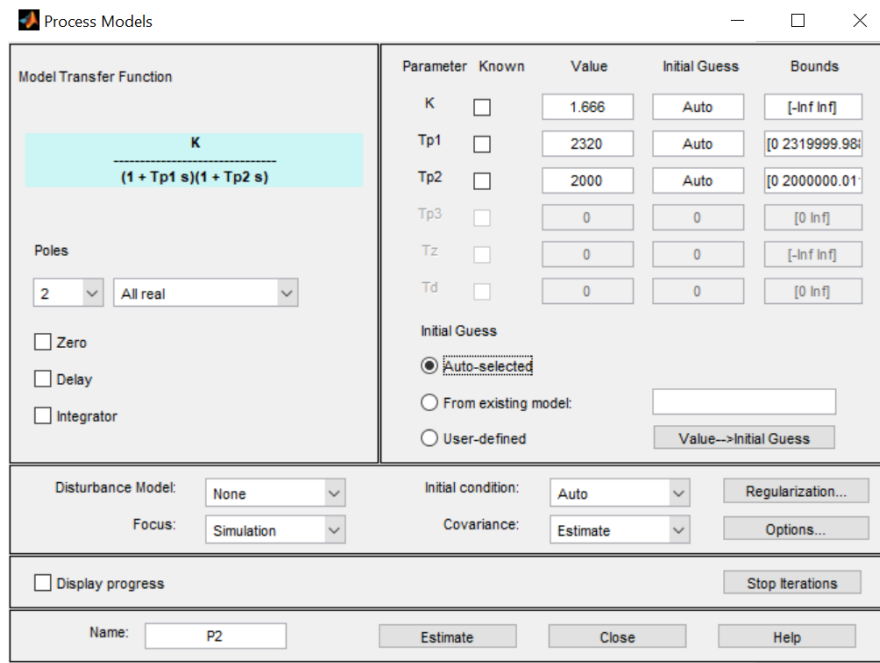 Process Models
Model Transfer Function
K
-------------------------------
(1 + Tp1 s)(1 + Tp2 s)
Poles
2 All real
Zero
Delay
Integrator
Parameter Known Value Initial Guess Bounds
K 1.666 Auto [-Inf Inf]
Tp1 2320 Auto [0 2319999.98
Tp2 2000 Auto [0 2000000.01
Tp3 0 0 [0 Inf]
Tz 0 0 [-Inf Inf]
Td 0 0 [0 Inf]
Initial Guess
Auto-selected
From existing model:
User-defined Value-->Initial Guess
Disturbance Model: None Initial condition: Auto Regularization...
Focus: Simulation Covariance: Estimate Options...
Display progress Stop Iterations
Name: P2 Estimate Close Help